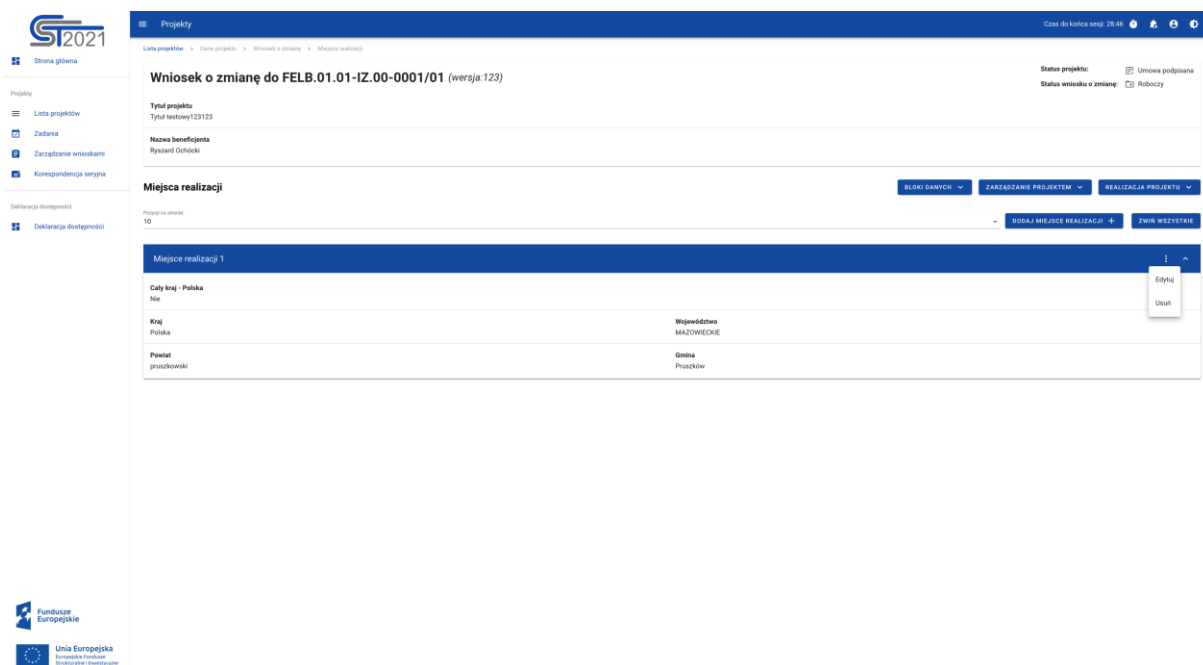 CST2021
Projekty
Czas do końca sesji: 28:46
Strona główna
Projekty
Lista projektów
Zadania
Zarządzanie wnioskami
Korespondencja seryjna
Deklaracja dostępności
Deklaracja dostępności
Lista projektów > Dane projektu > Wniosek o zmianę > Miejsca realizacji
Wniosek o zmianę do FELB.01.01-IZ.00-0001/01 (wersja:123)
Status projektu: Umowa podpisana
Status wniosku o zmianę: Roboczy
Tytuł projektu
Tytuł testowy123123
Nazwa beneficjenta
Ryszard Ochócki
Miejsca realizacji
BLOKI DANYCH
ZARZĄDZANIE PROJEKTEM
REALIZACJA PROJEKTU
Pozycji na stronie:
10
DODAJ MIEJSCE REALIZACJI +
ZWIŃ WSZYSTKIE
Miejsce realizacji 1
Edytuj
Usuń
Cały kraj - Polska
Nie
Kraj
Polska
Województwo
MAZOWIECKIE
Powiat
pruszkowski
Gmina
Pruszków
Fundusze
Europejskie
Unia Europejska
Europejskie Fundusze
Strukturalne i Inwestycyjne